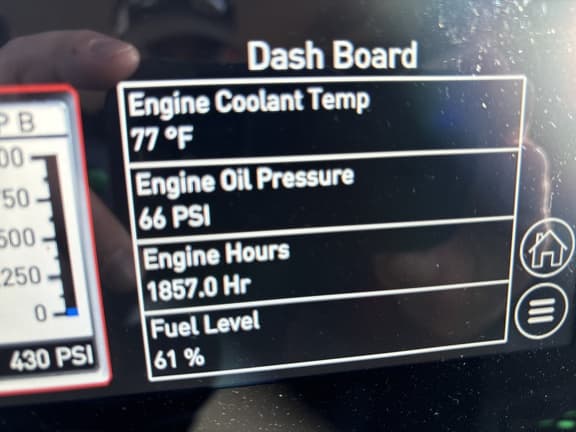 Dash Board
Engine Coolant Temp
77 °F
Engine Oil Pressure
66 PSI
Engine Hours
1857.0 Hr
Fuel Level
61 %
P B
00
50
500
250
0
430 PSI